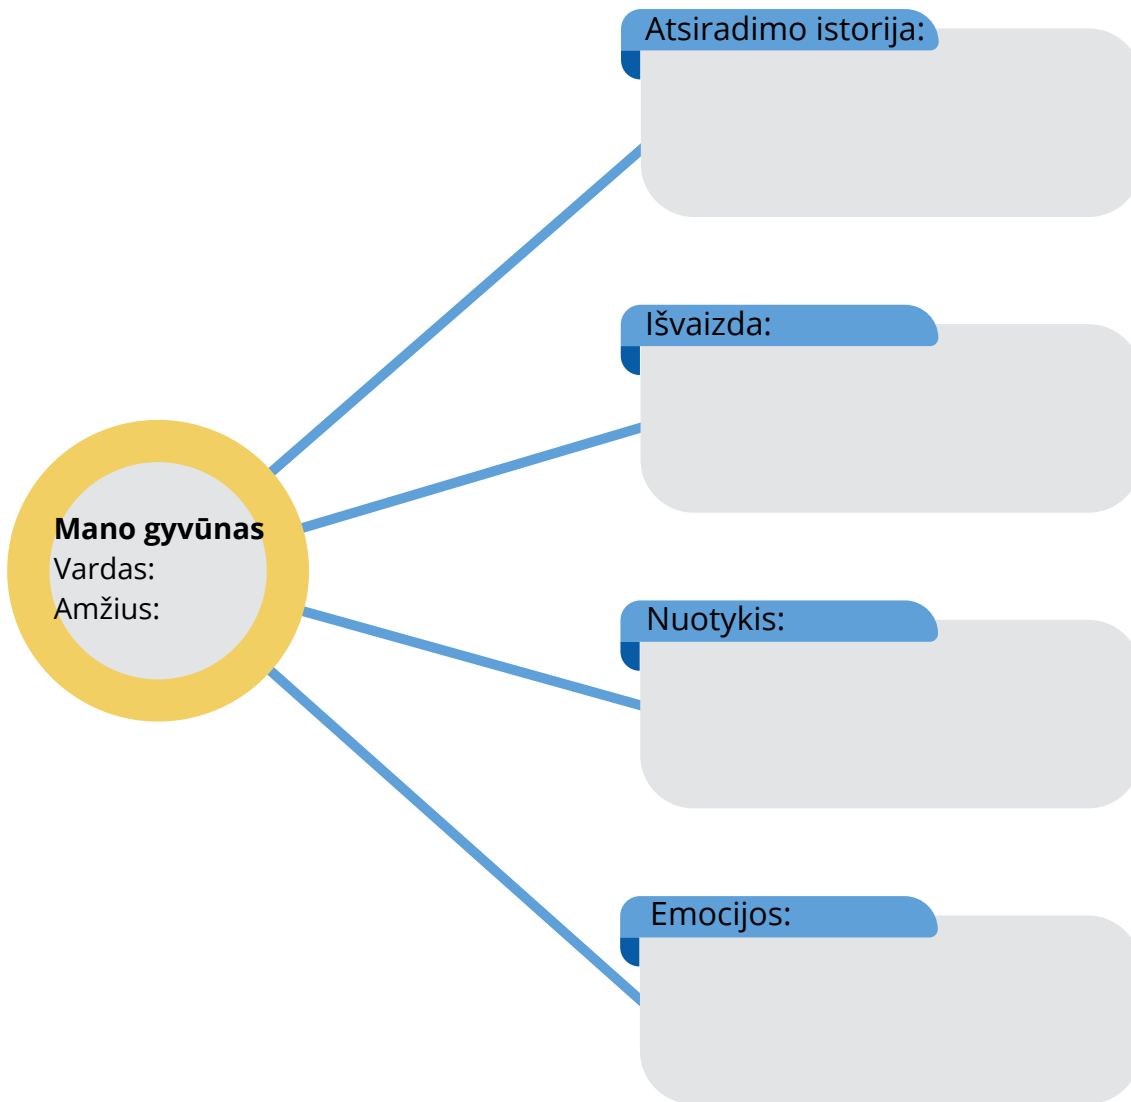 Atsiradimo istorija:
Išvaizda:
Mano gyvūnas
Vardas:
Amžius:
Nuotykis:
Emocijos: